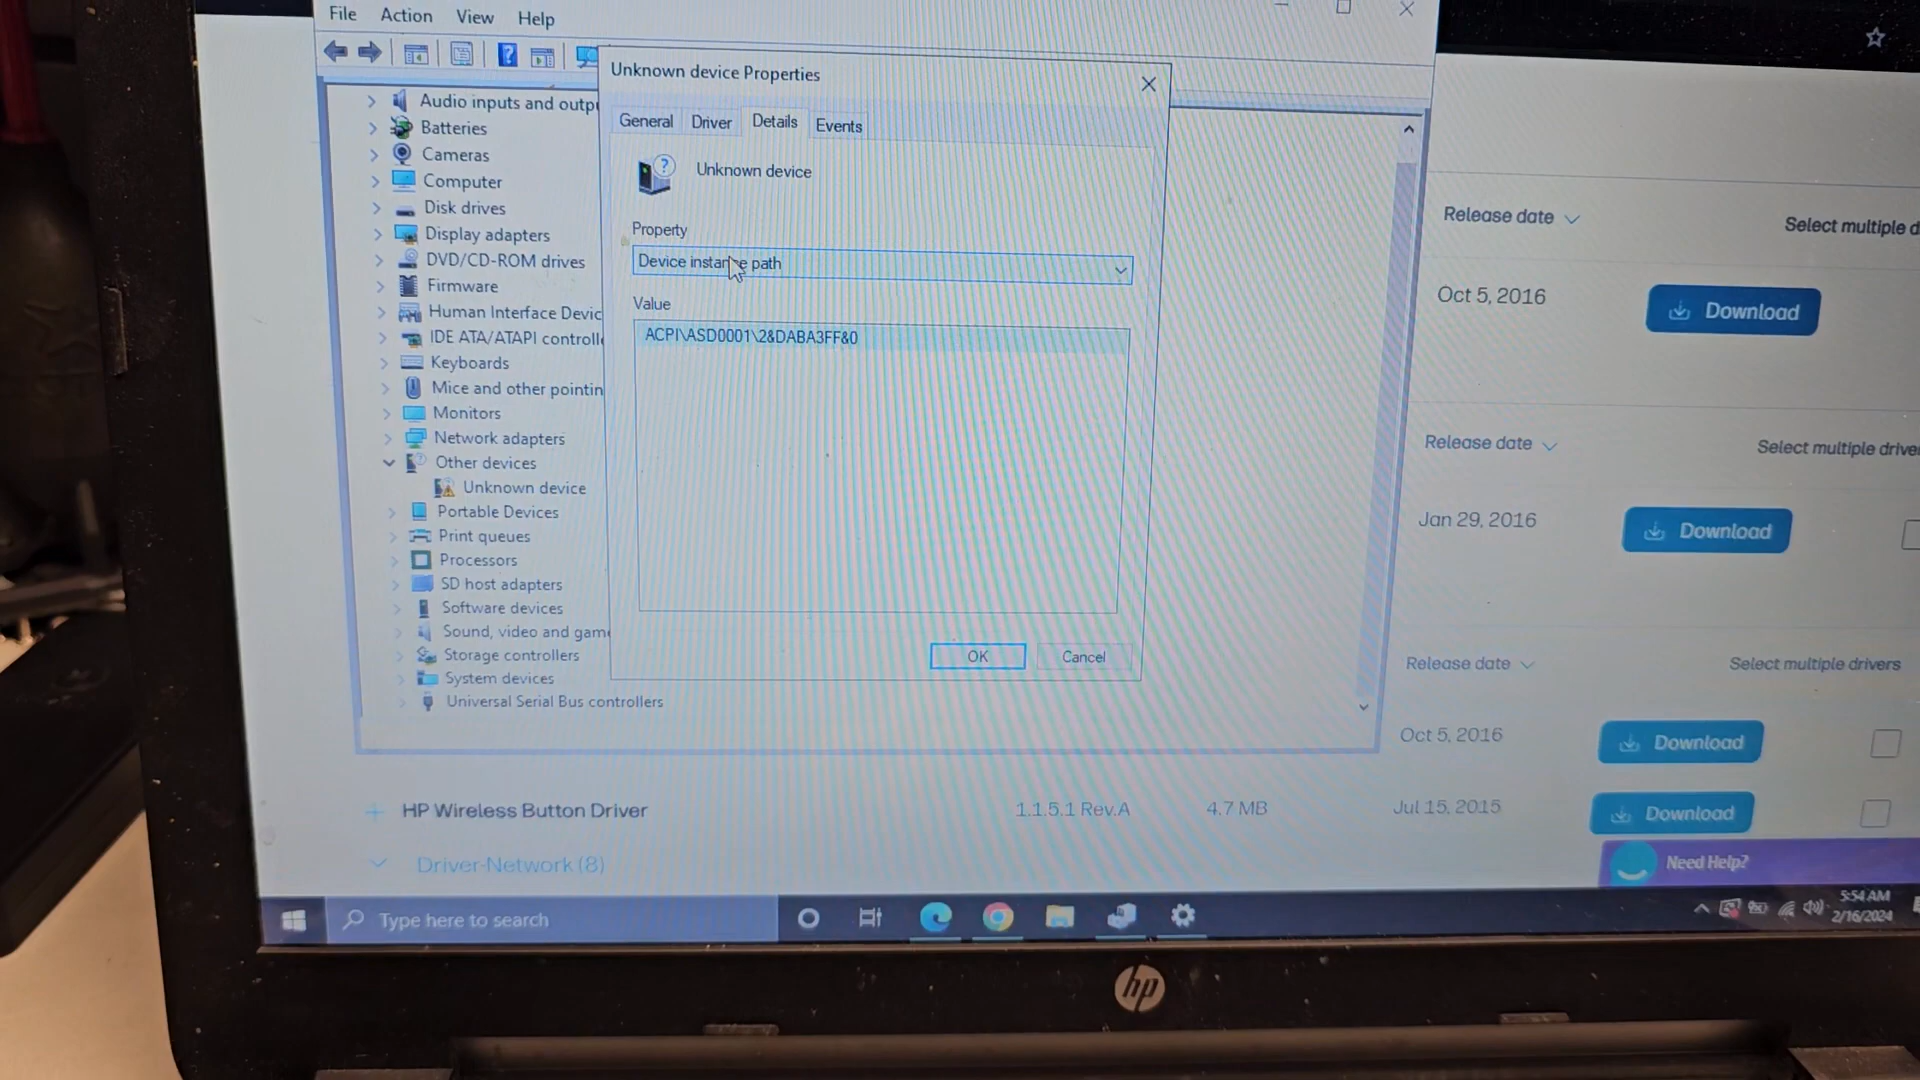 File Action View Help
Unknown device Properties
General Driver Details Events
Unknown device
Property
Device instance path
Value
ACPI\ASD0001\2&DABA3FF&0
OK Cancel
Audio inputs and outp
Batteries
Cameras
Computer
Disk drives
Display adapters
DVD/CD-ROM drives
Firmware
Human Interface Devic
IDE ATA/ATAPI controll
Keyboards
Mice and other pointin
Monitors
Network adapters
Other devices
Unknown device
Portable Devices
Print queues
Processors
SD host adapters
Software devices
Sound, video and game
Storage controllers
System devices
Universal Serial Bus controllers
Release date Select multiple d
Oct 5, 2016 Download
Release date Select multiple driver
Jan 29, 2016 Download
Release date Select multiple drivers
Oct 5, 2016 Download
HP Wireless Button Driver 1.1.5.1 Rev.A 4.7 MB Jul 15, 2015 Download
Driver-Network (8)
Need Help?
Type here to search
5:54 AM
2/16/2024
hp